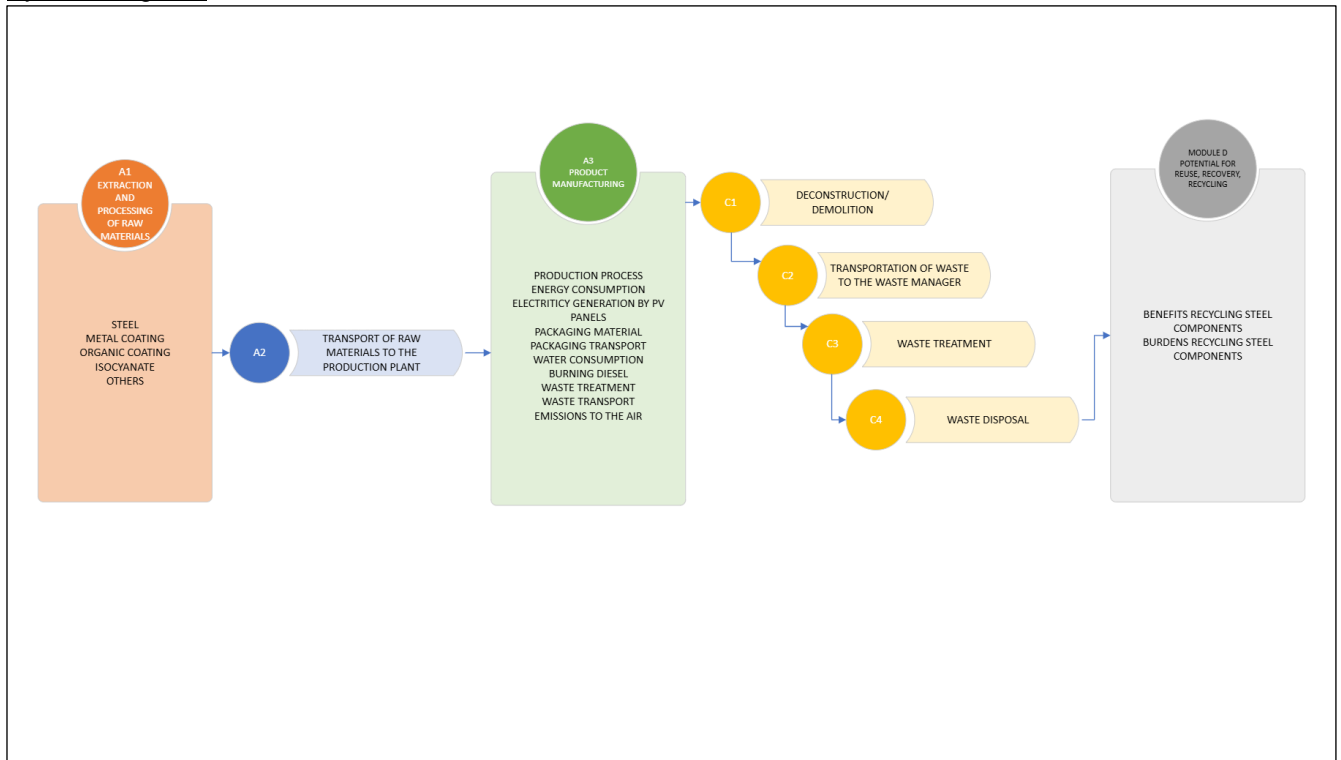 A1
EXTRACTION
AND
PROCESSING
OF RAW
MATERIALS
STEEL
METAL COATING
ORGANIC COATING
ISOCYANATE
OTHERS
A2
TRANSPORT OF RAW
MATERIALS TO THE
PRODUCTION PLANT
A3
PRODUCT
MANUFACTURING
PRODUCTION PROCESS
ENERGY CONSUMPTION
ELECTRITICY GENERATION BY PV
PANELS
PACKAGING MATERIAL
PACKAGING TRANSPORT
WATER CONSUMPTION
BURNING DIESEL
WASTE TREATMENT
WASTE TRANSPORT
EMISSIONS TO THE AIR
C1
DECONSTRUCTION/
DEMOLITION
C2
TRANSPORTATION OF WASTE
TO THE WASTE MANAGER
C3
WASTE TREATMENT
C4
WASTE DISPOSAL
MODULE D
POTENTIAL FOR
REUSE, RECOVERY,
RECYCLING
BENEFITS RECYCLING STEEL
COMPONENTS
BURDENS RECYCLING STEEL
COMPONENTS